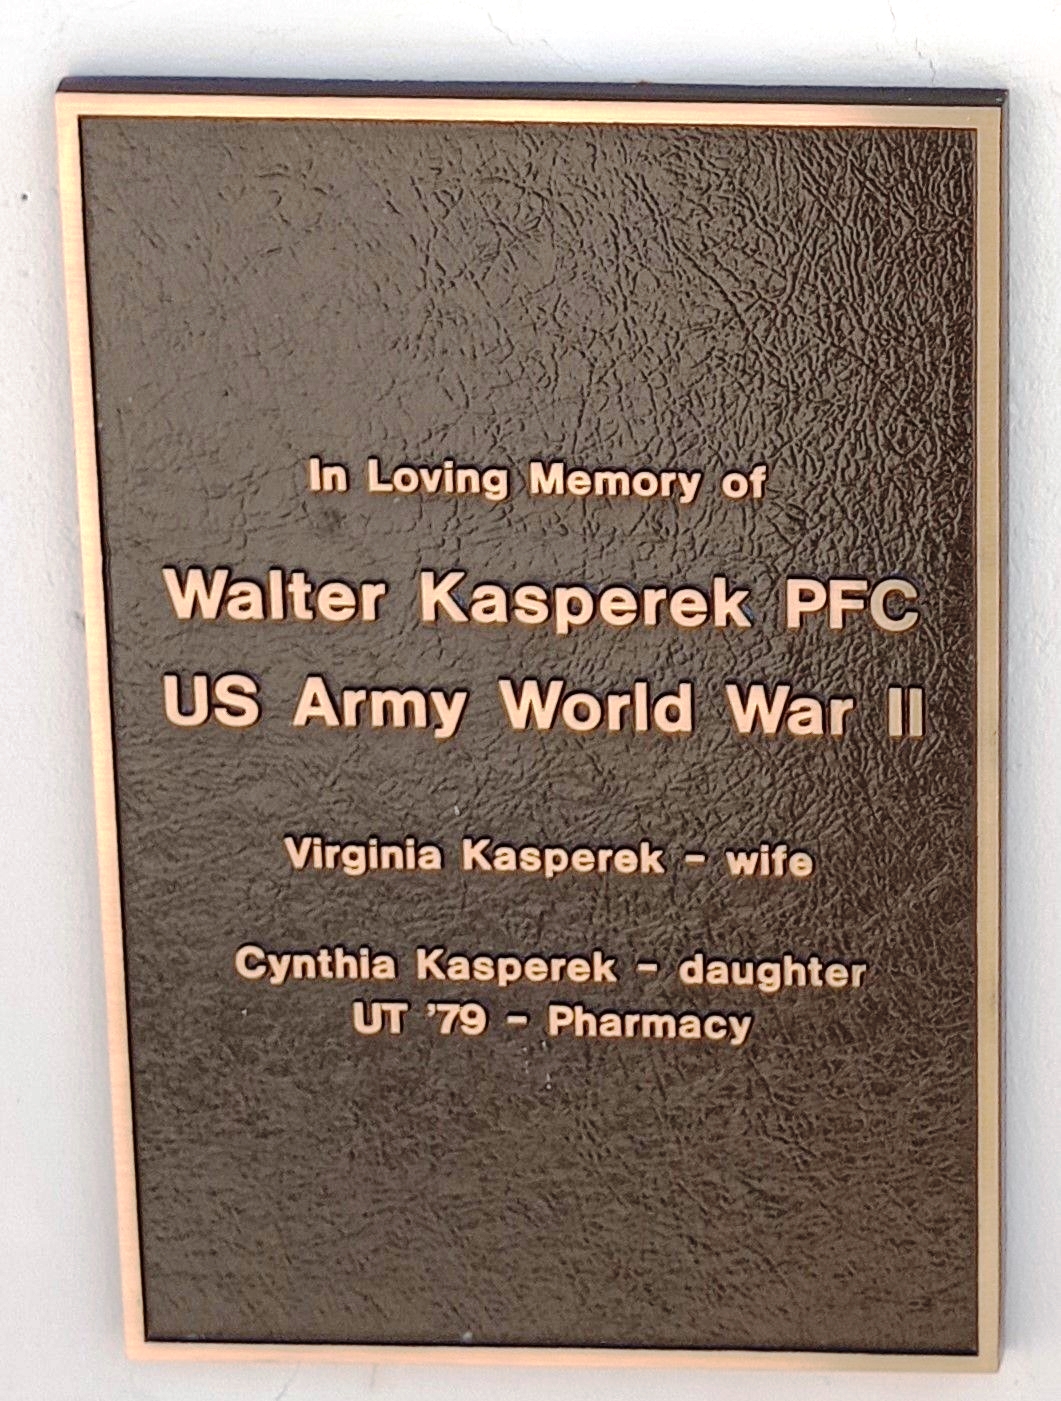 In Loving Memory of
Walter Kasperek PFC
US Army World War II
Virginia Kasperek - wife
Cynthia Kasperek - daughter
UT '79 - Pharmacy